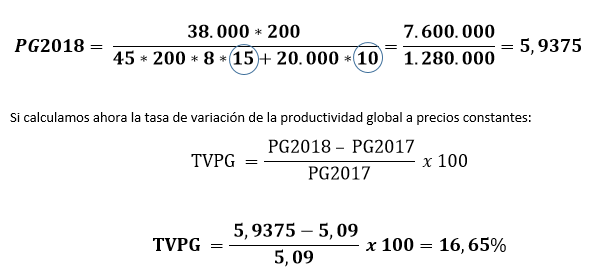 PG2018 = 38.000 * 200 / 45 * 200 * 8 * 15 + 20.000 * 10 = 7.600.000 / 1.280.000 = 5,9375
Si calculamos ahora la tasa de variación de la productividad global a precios constantes:
TVPG = PG2018 – PG2017 / PG2017 x 100
TVPG = 5,9375 – 5,09 / 5,09 x 100 = 16,65%